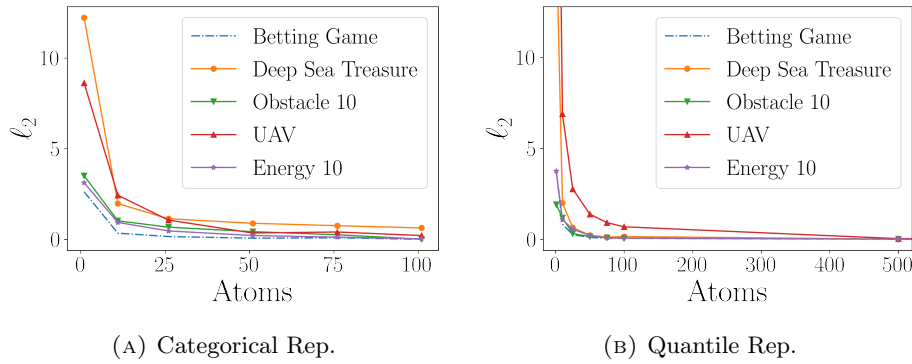 10
5
0
ℓ₂
Betting Game
Deep Sea Treasure
Obstacle 10
UAV
Energy 10
0 25 50 75 100
Atoms
(A) Categorical Rep.
10
5
0
ℓ₂
Betting Game
Deep Sea Treasure
Obstacle 10
UAV
Energy 10
0 100 200 300 400 500
Atoms
(B) Quantile Rep.